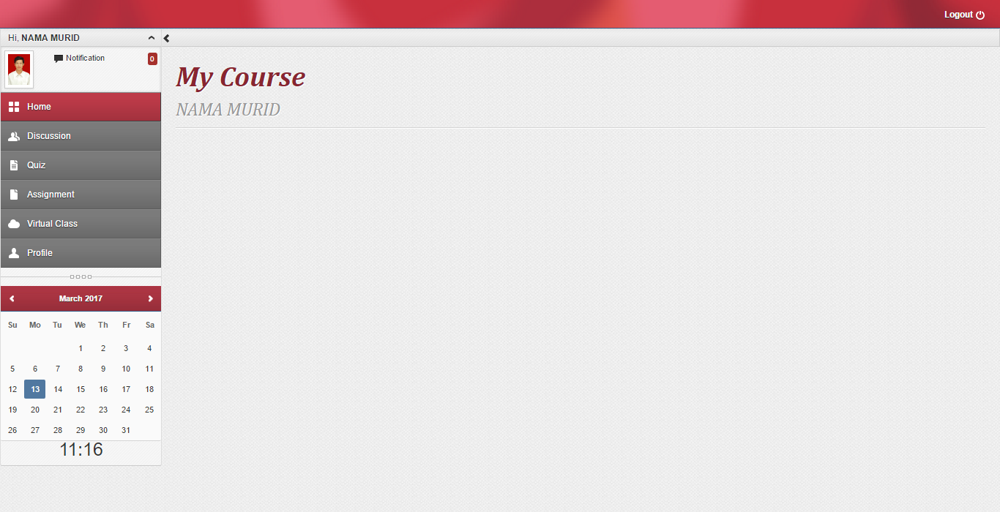 Logout
Hi, NAMA MURID
Notification 0
My Course
NAMA MURID
Home
Discussion
Quiz
Assignment
Virtual Class
Profile
March 2017
Su Mo Tu We Th Fr Sa
1 2 3 4
5 6 7 8 9 10 11
12 13 14 15 16 17 18
19 20 21 22 23 24 25
26 27 28 29 30 31
11:16